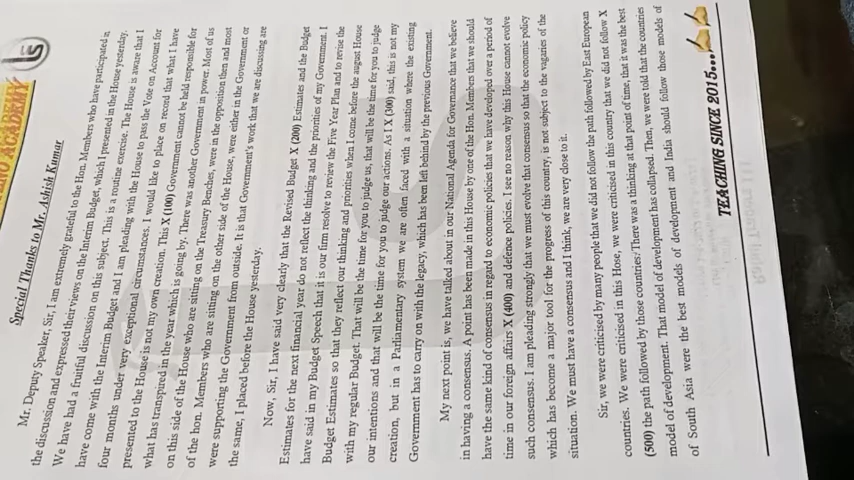 ACADEMY
Special Thanks to Mr. Ashish Kumar
Mr. Deputy Speaker, Sir, I am extremely grateful to the Hon. Members who have participated in
the discussion and expressed their views on the Interim Budget, which I presented in the House yesterday.
We have had a fruitful discussion on this subject. This is a routine exercise. The House is aware that I
have come with the Interim Budget and I am pleading with the House to pass the Vote on Account for
four months under very exceptional circumstances. I would like to place on record that what I have
presented to the House is not my own creation. This X (100) Government cannot be held responsible for
what has transpired in the year which is going by. There was another Government in power. Most of us
on this side of the House who are sitting on the Treasury Benches, were in the opposition then and most
of the hon. Members who are sitting on the other side of the House, were either in the Government or
were supporting the Government from outside. It is that Government's work that we are discussing are
the same, I placed before the House yesterday.
Now, Sir, I have said very clearly that the Revised Budget X (200) Estimates and the Budget
Estimates for the next financial year do not reflect the thinking and the priorities of my Government. I
have said in my Budget Speech that it is our firm resolve to review the Five Year Plan and to revise the
Budget Estimates so that they reflect our thinking and priorities when I come before the august House
with my regular Budget. That will be the time for you to judge us, that will be the time for you to judge
our intentions and that will be the time for you to judge our actions. As I X (300) said, this is not my
creation, but in a Parliamentary system we are often faced with a situation where the existing
Government has to carry on with the legacy, which has been left behind by the previous Government.
My next point is, we have talked about in our National Agenda for Governance that we believe
in having a consensus. A point has been made in this House by one of the Hon. Members that we should
have the same kind of consensus in regard to economic policies that we have developed over a period of
time in our foreign affairs X (400) and defence policies. I see no reason why this House cannot evolve
such consensus. I am pleading strongly that we must evolve that consensus so that the economic policy
which has become a major tool for the progress of this country, is not subject to the vagaries of the
situation. We must have a consensus and I think, we are very close to it.
Sir, we were criticised by many people that we did not follow the path followed by East European
countries. We were criticised in this Hose, we were criticised in this country that we did not follow X
(500) the path followed by those countries. There was a thinking at that point of time, that it was the best
model of development. That model of development has collapsed. Then, we were told that the countries
of South Asia were the best models of development and India should follow those models of
TEACHING SINCE 2015...✍✍